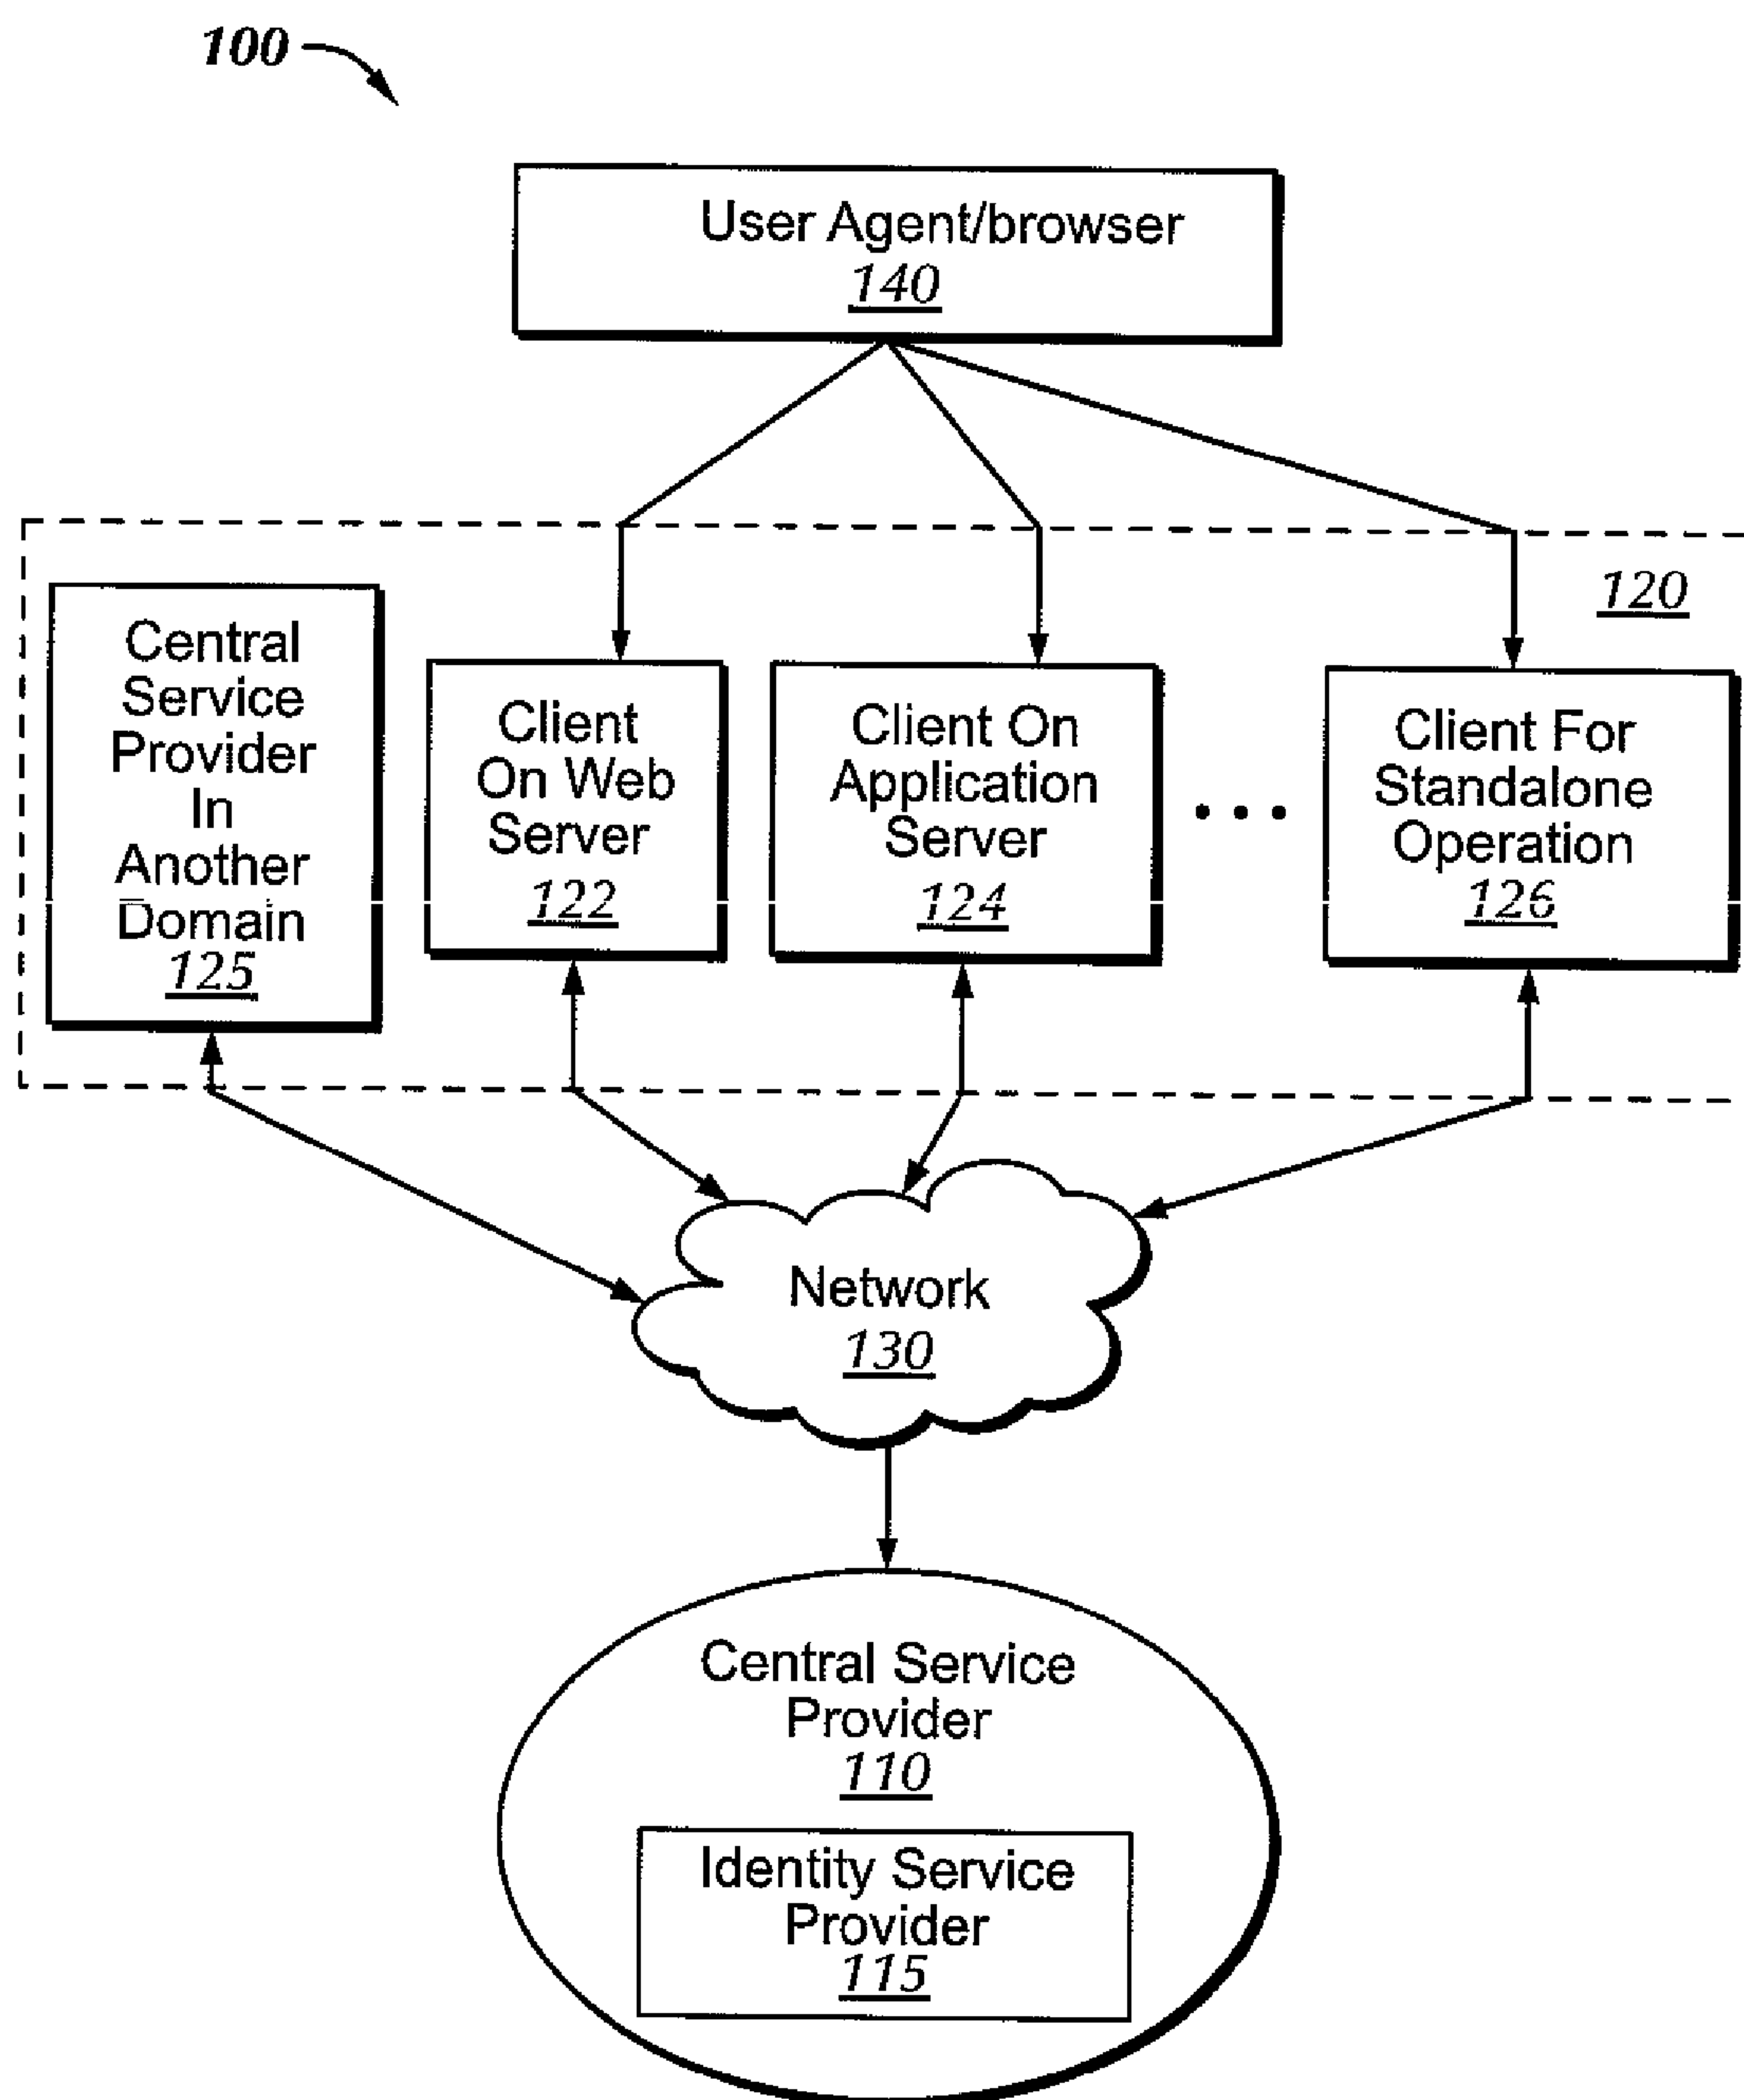 100
User Agent/browser
140
120
Central
Service
Provider
In
Another
Domain
125
Client
On Web
Server
122
Client On
Application
Server
124
...
Client For
Standalone
Operation
126
Network
130
Central Service
Provider
110
Identity Service
Provider
115